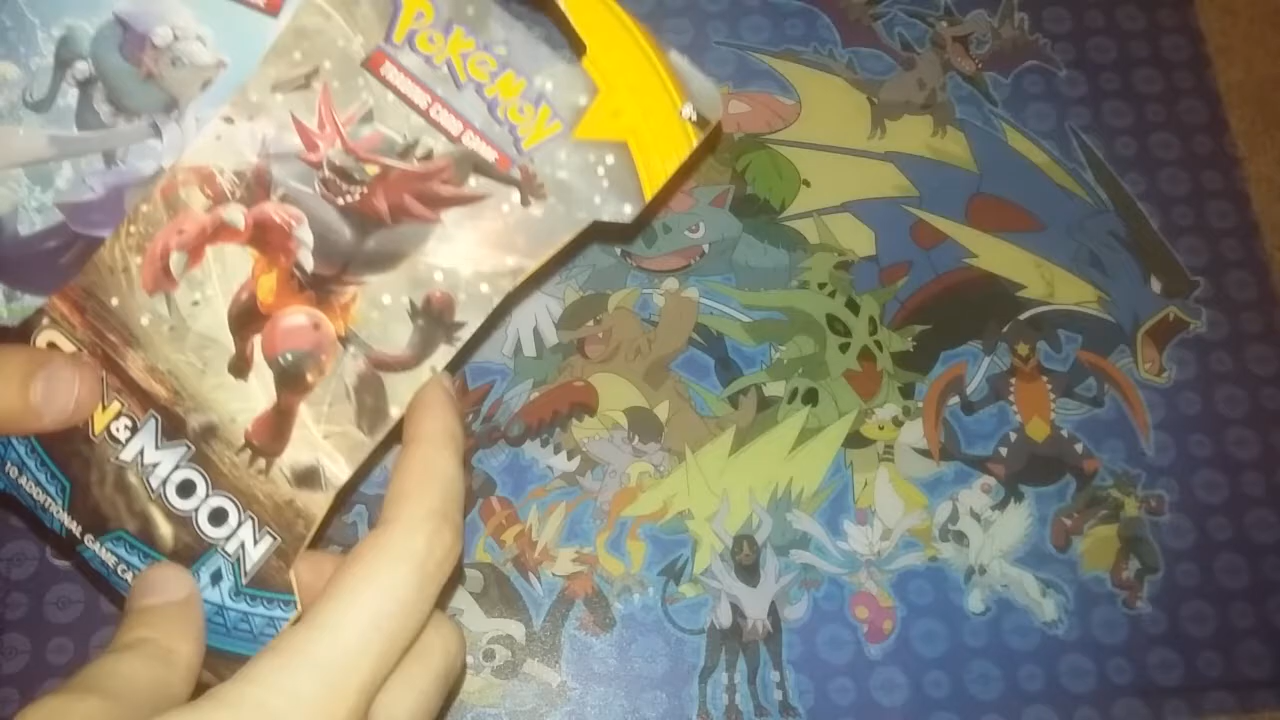 POKéMON
TRADING CARD GAME
N & MOON
10 ADDITIONAL GAME CA